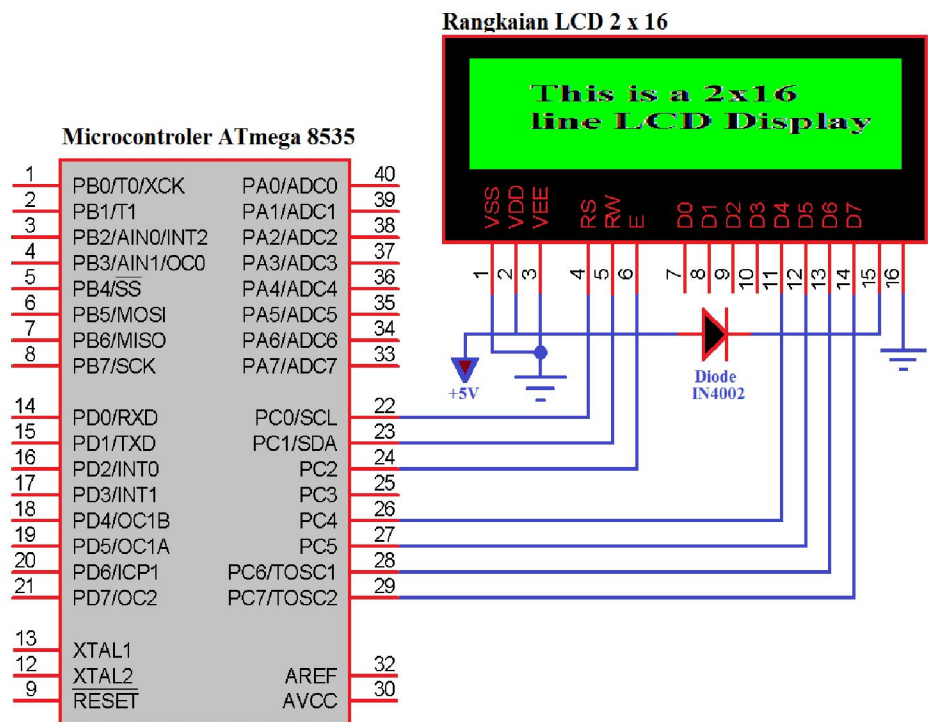 Rangkaian LCD 2 x 16
This is a 2x16
line LCD Display
VSS VDD VEE RS RW E D0 D1 D2 D3 D4 D5 D6 D7
1 2 3 4 5 6 7 8 9 10 11 12 13 14 15 16
+5V
Diode
IN4002
Microcontroler ATmega 8535
1 PB0/T0/XCK PA0/ADC0 40
2 PB1/T1 PA1/ADC1 39
3 PB2/AIN0/INT2 PA2/ADC2 38
4 PB3/AIN1/OC0 PA3/ADC3 37
5 PB4/SS PA4/ADC4 36
6 PB5/MOSI PA5/ADC5 35
7 PB6/MISO PA6/ADC6 34
8 PB7/SCK PA7/ADC7 33
14 PD0/RXD PC0/SCL 22
15 PD1/TXD PC1/SDA 23
16 PD2/INT0 PC2 24
17 PD3/INT1 PC3 25
18 PD4/OC1B PC4 26
19 PD5/OC1A PC5 27
20 PD6/ICP1 PC6/TOSC1 28
21 PD7/OC2 PC7/TOSC2 29
13 XTAL1
12 XTAL2 AREF 32
9 RESET AVCC 30